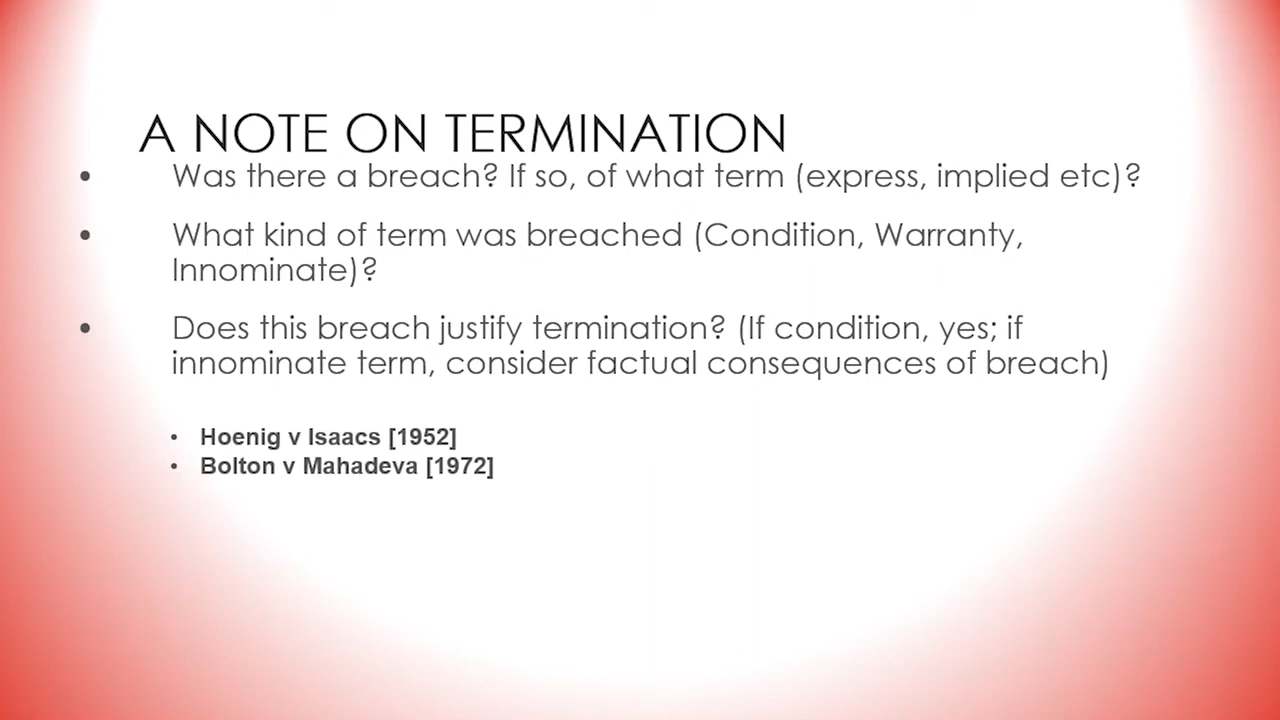 A NOTE ON TERMINATION
• Was there a breach? If so, of what term (express, implied etc)?
• What kind of term was breached (Condition, Warranty,
Innominate)?
• Does this breach justify termination? (If condition, yes; if
innominate term, consider factual consequences of breach)
• Hoenig v Isaacs [1952]
• Bolton v Mahadeva [1972]